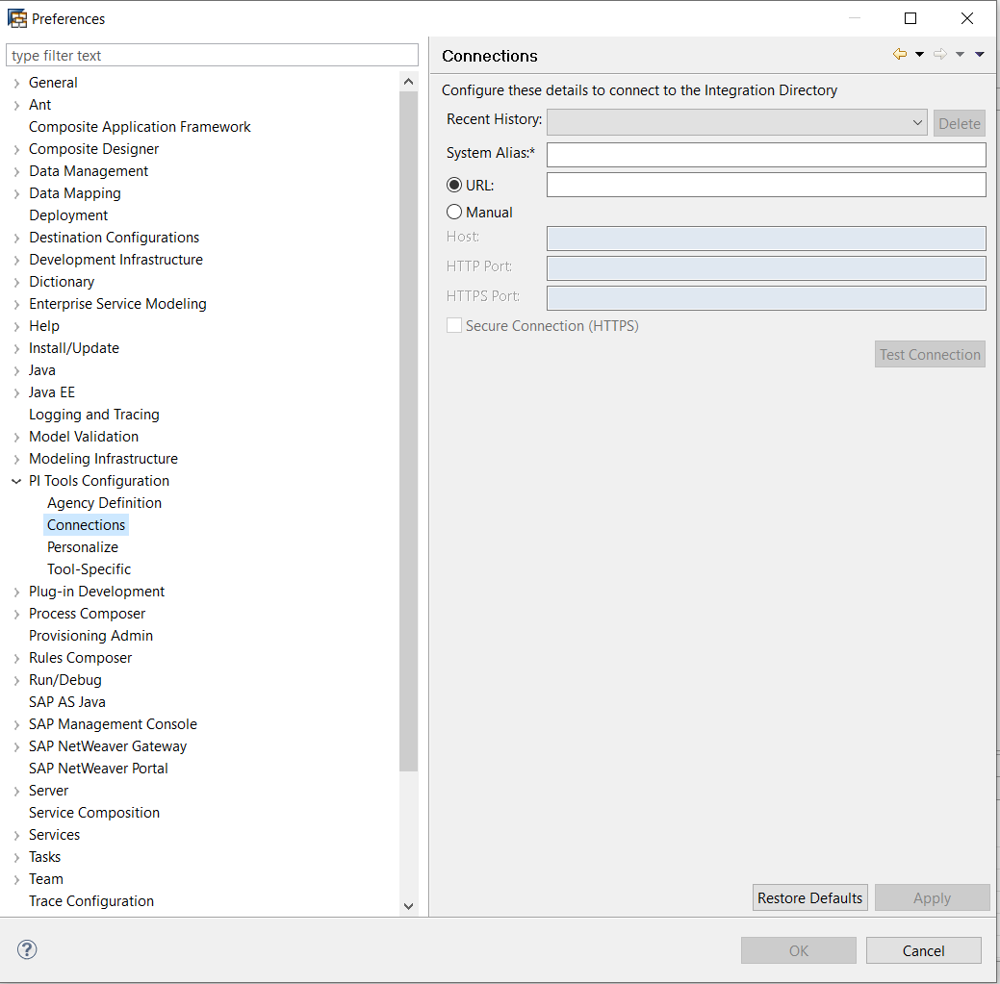 Preferences
type filter text
General
Ant
Composite Application Framework
Composite Designer
Data Management
Data Mapping
Deployment
Destination Configurations
Development Infrastructure
Dictionary
Enterprise Service Modeling
Help
Install/Update
Java
Java EE
Logging and Tracing
Model Validation
Modeling Infrastructure
PI Tools Configuration
Agency Definition
Connections
Personalize
Tool-Specific
Plug-in Development
Process Composer
Provisioning Admin
Rules Composer
Run/Debug
SAP AS Java
SAP Management Console
SAP NetWeaver Gateway
SAP NetWeaver Portal
Server
Service Composition
Services
Tasks
Team
Trace Configuration
Connections
Configure these details to connect to the Integration Directory
Recent History: Delete
System Alias:*
URL:
Manual
Host:
HTTP Port:
HTTPS Port:
Secure Connection (HTTPS)
Test Connection
Restore Defaults Apply
? OK Cancel